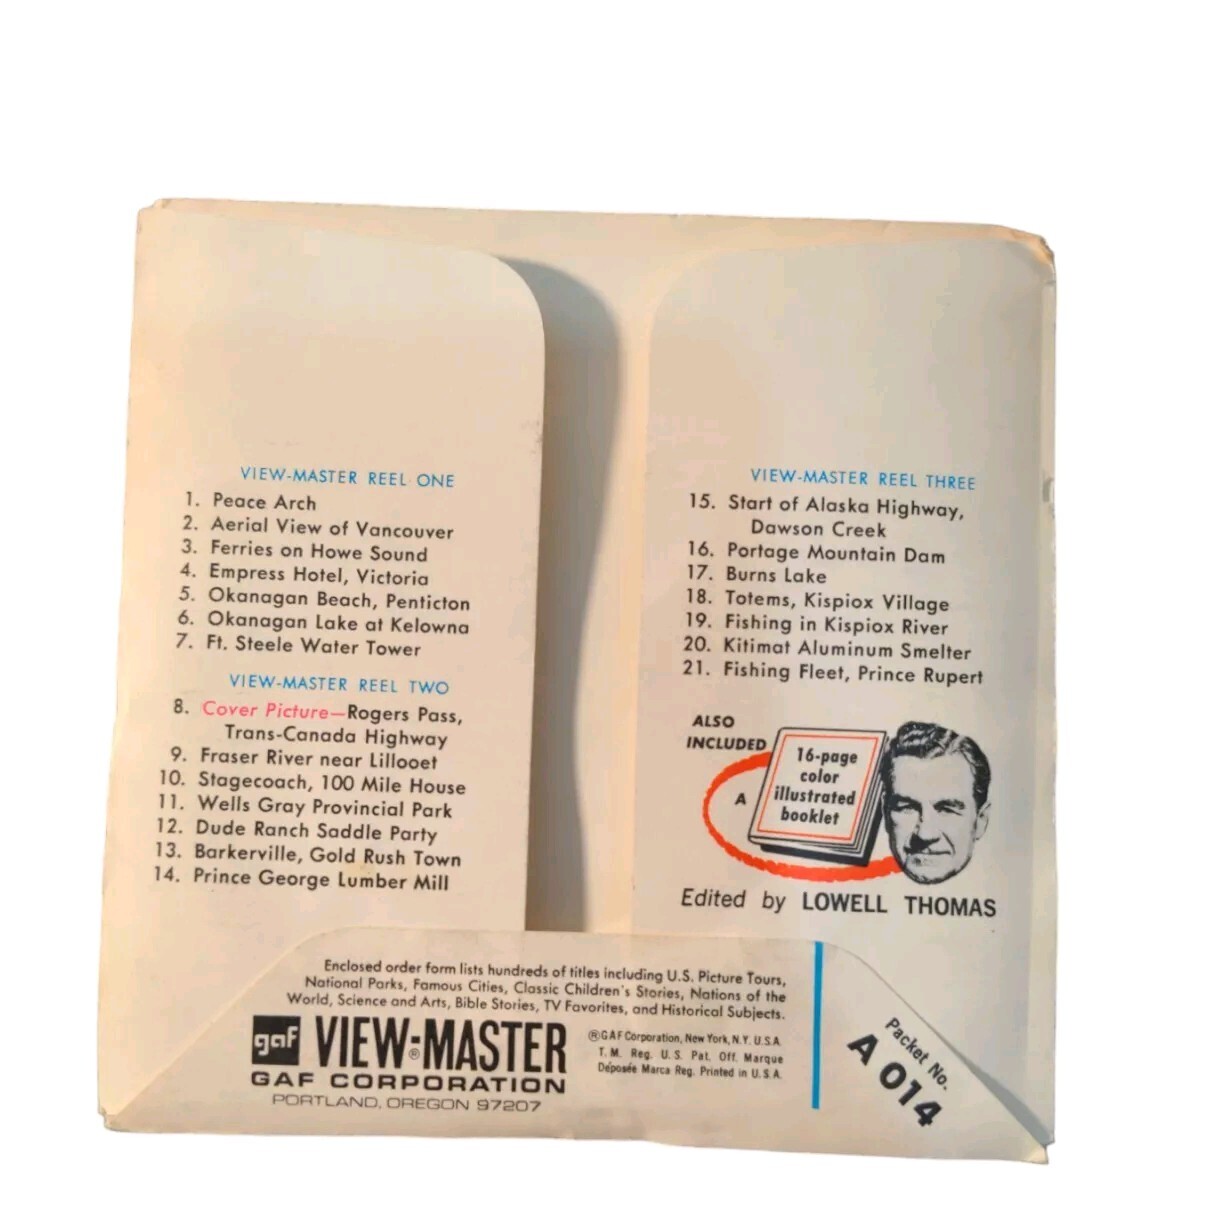 VIEW-MASTER REEL ONE
1. Peace Arch
2. Aerial View of Vancouver
3. Ferries on Howe Sound
4. Empress Hotel, Victoria
5. Okanagan Beach, Penticton
6. Okanagan Lake at Kelowna
7. Ft. Steele Water Tower
VIEW-MASTER REEL TWO
8. Cover Picture—Rogers Pass,
Trans-Canada Highway
9. Fraser River near Lillooet
10. Stagecoach, 100 Mile House
11. Wells Gray Provincial Park
12. Dude Ranch Saddle Party
13. Barkerville, Gold Rush Town
14. Prince George Lumber Mill
VIEW-MASTER REEL THREE
15. Start of Alaska Highway,
Dawson Creek
16. Portage Mountain Dam
17. Burns Lake
18. Totems, Kispiox Village
19. Fishing in Kispiox River
20. Kitimat Aluminum Smelter
21. Fishing Fleet, Prince Rupert
ALSO
INCLUDED
A
16-page
color
illustrated
booklet
Edited by LOWELL THOMAS
Enclosed order form lists hundreds of titles including U.S. Picture Tours,
National Parks, Famous Cities, Classic Children's Stories, Nations of the
World, Science and Arts, Bible Stories, TV Favorites, and Historical Subjects.
gaf VIEW-MASTER®
GAF CORPORATION
PORTLAND, OREGON 97207
®GAF Corporation, New York, N.Y. U.S.A.
T. M. Reg. U. S. Pat. Off. Marque
Déposée Marca Reg. Printed in U.S.A.
Packet No.
A 014